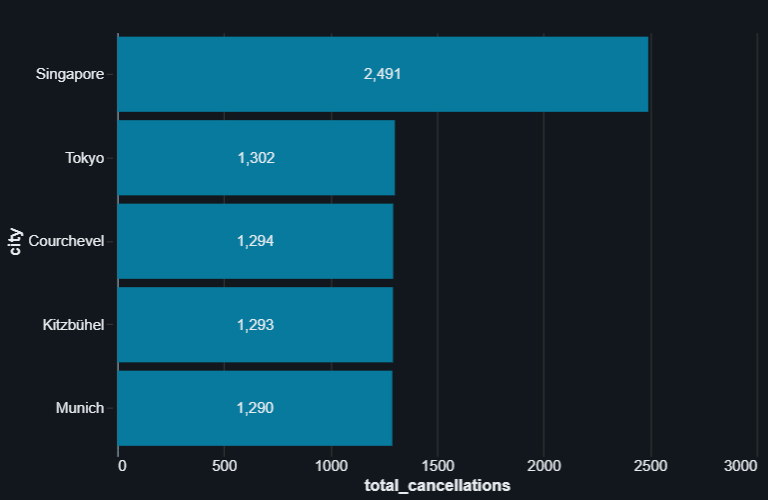 city
Singapore
2,491
Tokyo
1,302
Courchevel
1,294
Kitzbühel
1,293
Munich
1,290
0 500 1000 1500 2000 2500 3000
total_cancellations